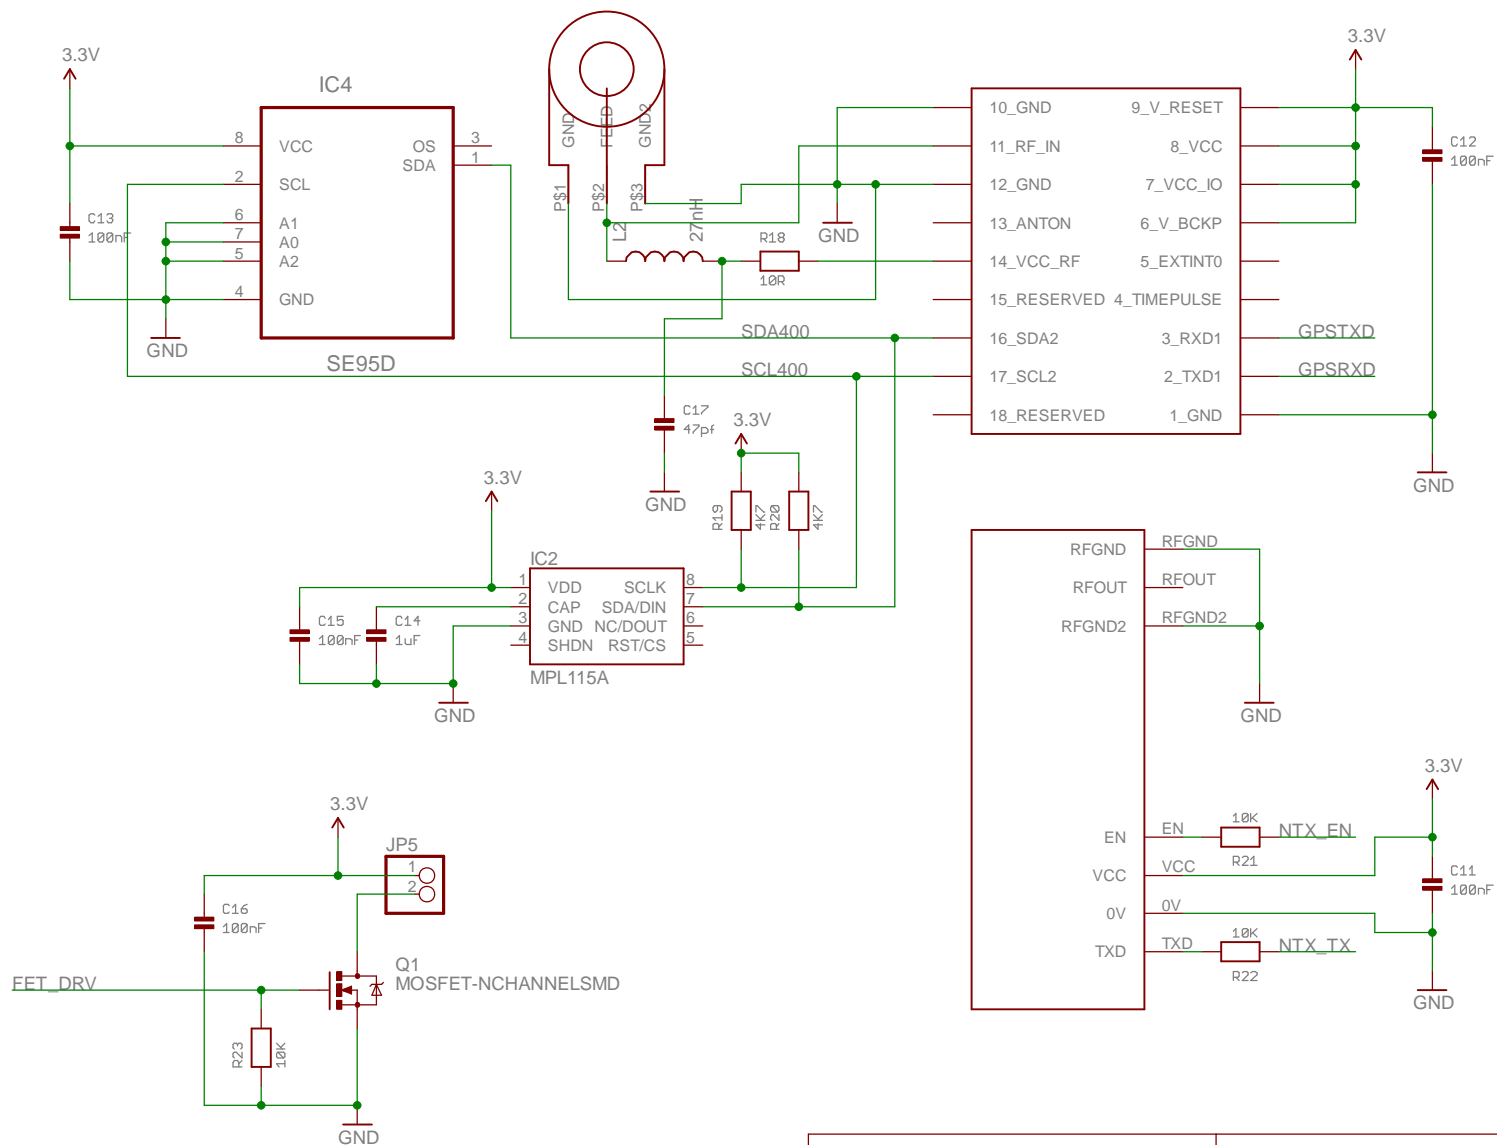 3.3V
IC4
8 VCC
OS 3
SDA 1
2 SCL
6 A1
7 A0
5 A2
4 GND
C13
100nF
GND
SE95D
GND
FEED
GND2
P$1
P$2
P$3
L2
27nH
R18
10R
GND
10_GND
11_RF_IN
12_GND
13_ANTON
14_VCC_RF
15_RESERVED
16_SDA2
17_SCL2
18_RESERVED
9_V_RESET
8_VCC
7_VCC_IO
6_V_BCKP
5_EXTINT0
4_TIMEPULSE
3_RXD1
2_TXD1
1_GND
3.3V
C12
100nF
GPSTXD
GPSRXD
GND
SDA400
SCL400
C17
47pf
GND
3.3V
R19
4K7
R20
4K7
3.3V
IC2
1 VDD
2 CAP
3 GND
4 SHDN
SCLK 8
SDA/DIN 7
NC/DOUT 6
RST/CS 5
MPL115A
C15
100nF
C14
1uF
GND
RFGND RFGND
RFOUT RFOUT
RFGND2 RFGND2
GND
EN EN
VCC VCC
0V 0V
TXD TXD
10K
R21
NTX_EN
10K
R22
NTX_TX
3.3V
C11
100nF
GND
3.3V
JP5
1
2
C16
100nF
Q1
MOSFET-NCHANNELSMD
FET_DRV
R23
10K
GND